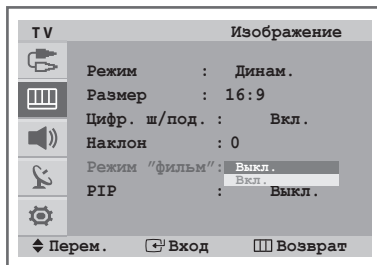 TV Изображение
Режим : Динам.
Размер : 16:9
Цифр. ш/под. : Вкл.
Наклон : 0
Режим "фильм": Выкл.
Вкл.
PIP : Выкл.
Перем. Вход Возврат